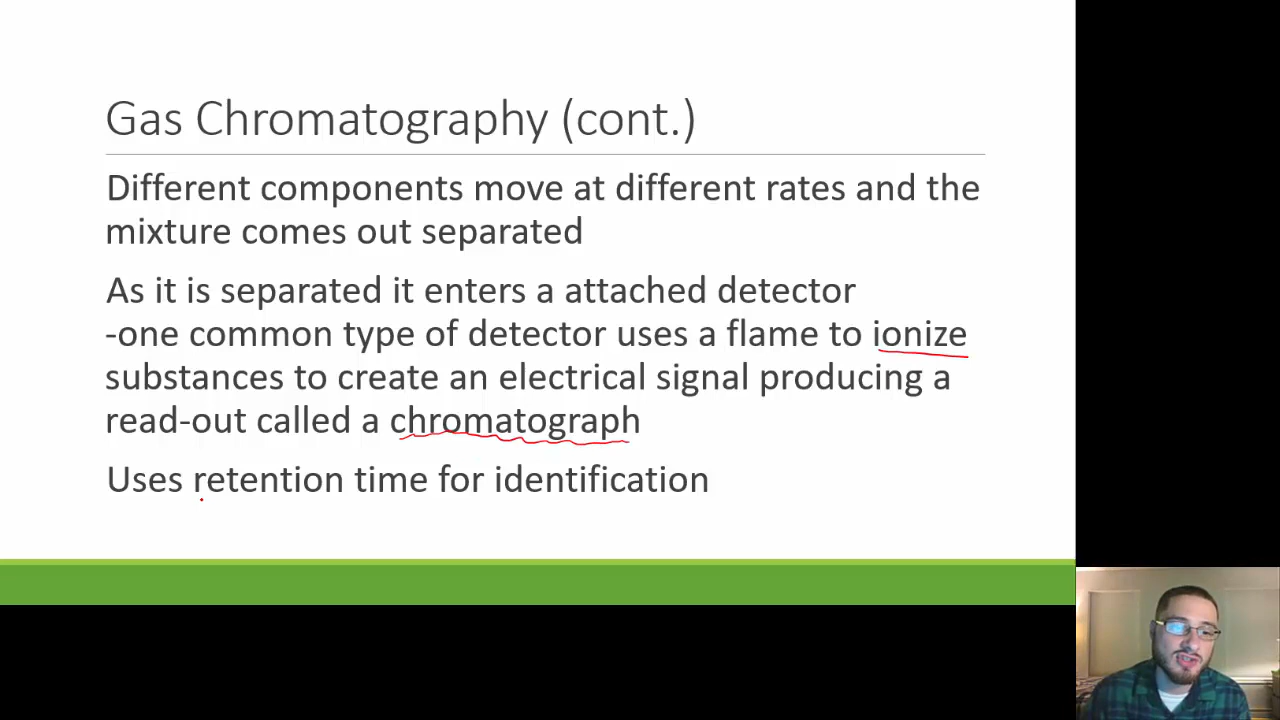 Gas Chromatography (cont.)
Different components move at different rates and the
mixture comes out separated
As it is separated it enters a attached detector
-one common type of detector uses a flame to ionize
substances to create an electrical signal producing a
read-out called a chromatograph
Uses retention time for identification